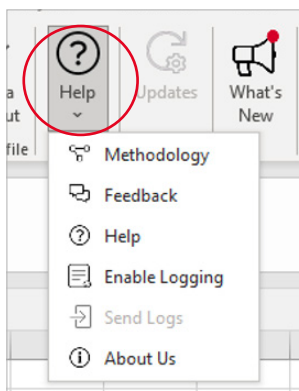 a
ut
file
Help
Updates
What's
New
Methodology
Feedback
Help
Enable Logging
Send Logs
About Us